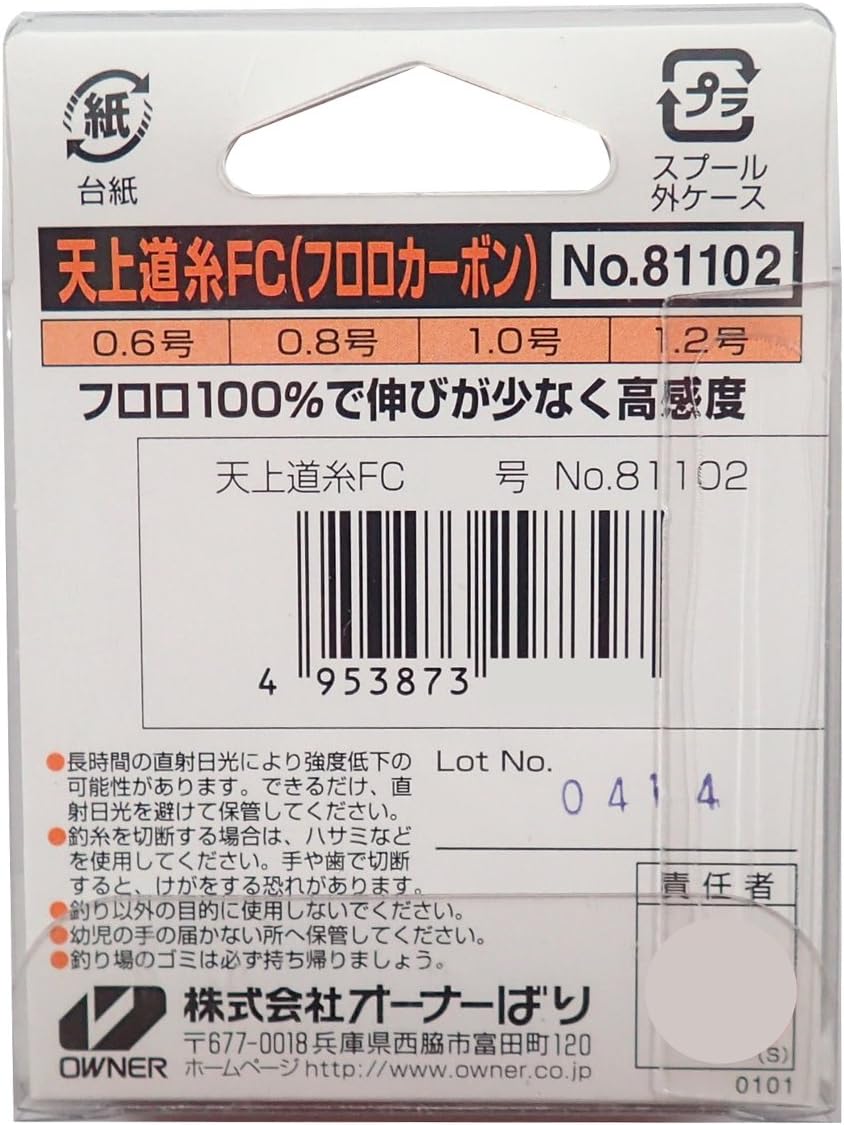 紙
プラ
台紙
スプール
外ケース
天上道糸FC(フロロカーボン) No.81102
0.6号 0.8号 1.0号 1.2号
フロロ100%で伸びが少なく高感度
天上道糸FC 号 No.81102
4 953873
●長時間の直射日光により強度低下の
可能性があります。できるだけ、直
射日光を避けて保管してください。
●釣糸を切断する場合は、ハサミなど
を使用してください。手や歯で切断
すると、けがをする恐れがあります。
●釣り以外の目的に使用しないでください。
●幼児の手の届かない所へ保管してください。
●釣り場のゴミは必ず持ち帰りましょう。
Lot No.
0414
責任者
(S)
0101
OWNER
株式会社オーナーばり
〒677-0018兵庫県西脇市富田町120
ホームページhttp://www.owner.co.jp